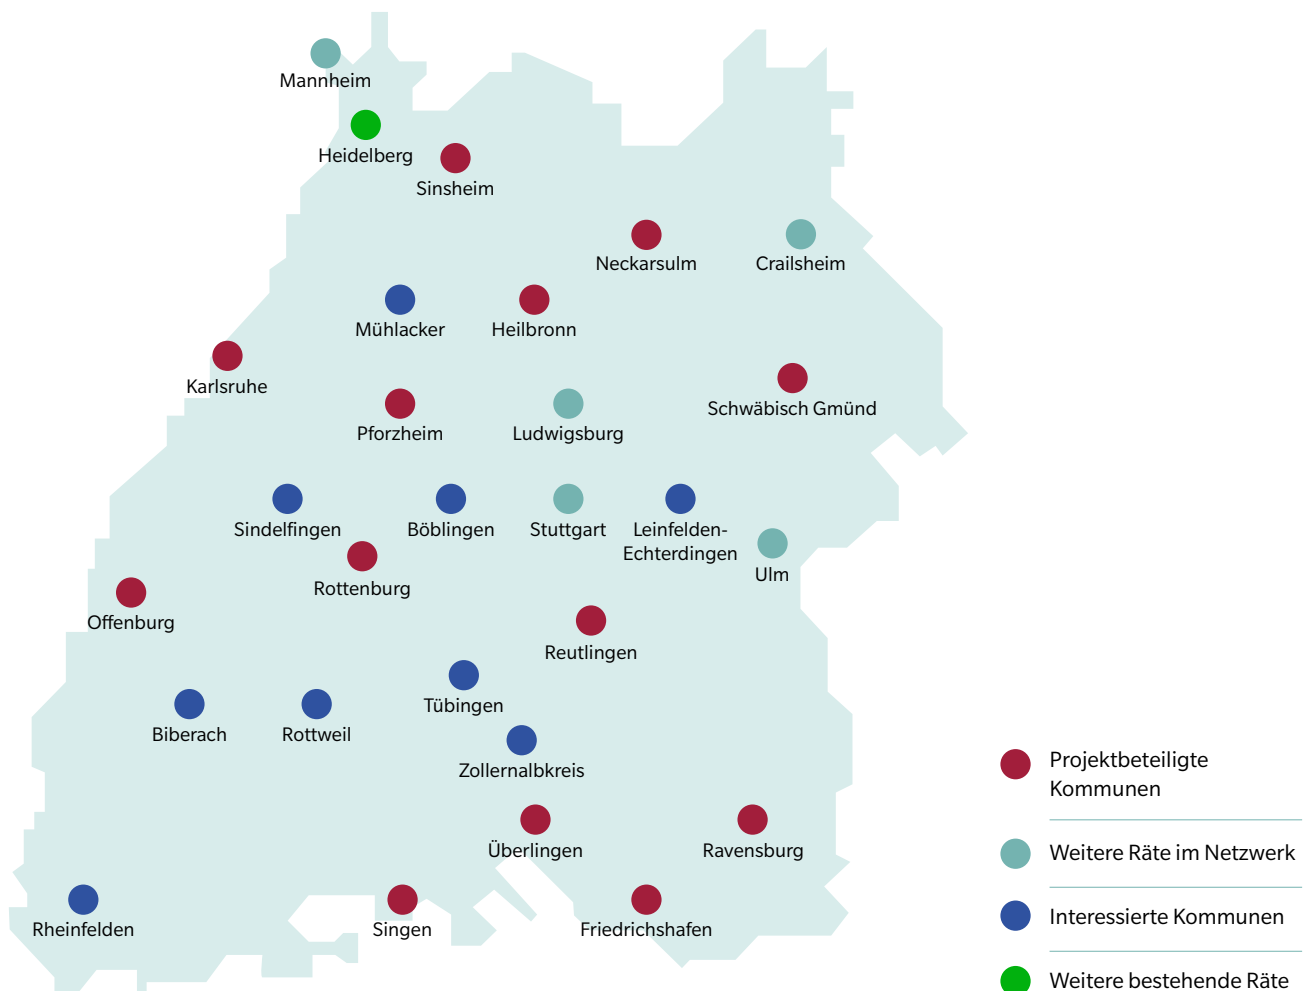 Mannheim
Heidelberg
Sinsheim
Neckarsulm
Crailsheim
Mühlacker
Heilbronn
Karlsruhe
Schwäbisch Gmünd
Pforzheim
Ludwigsburg
Sindelfingen
Böblingen
Stuttgart
Leinfelden-
Echterdingen
Ulm
Rottenburg
Offenburg
Reutlingen
Tübingen
Biberach
Rottweil
Zollernalbkreis
Überlingen
Ravensburg
Rheinfelden
Singen
Friedrichshafen
Projektbeteiligte
Kommunen
Weitere Räte im Netzwerk
Interessierte Kommunen
Weitere bestehende Räte